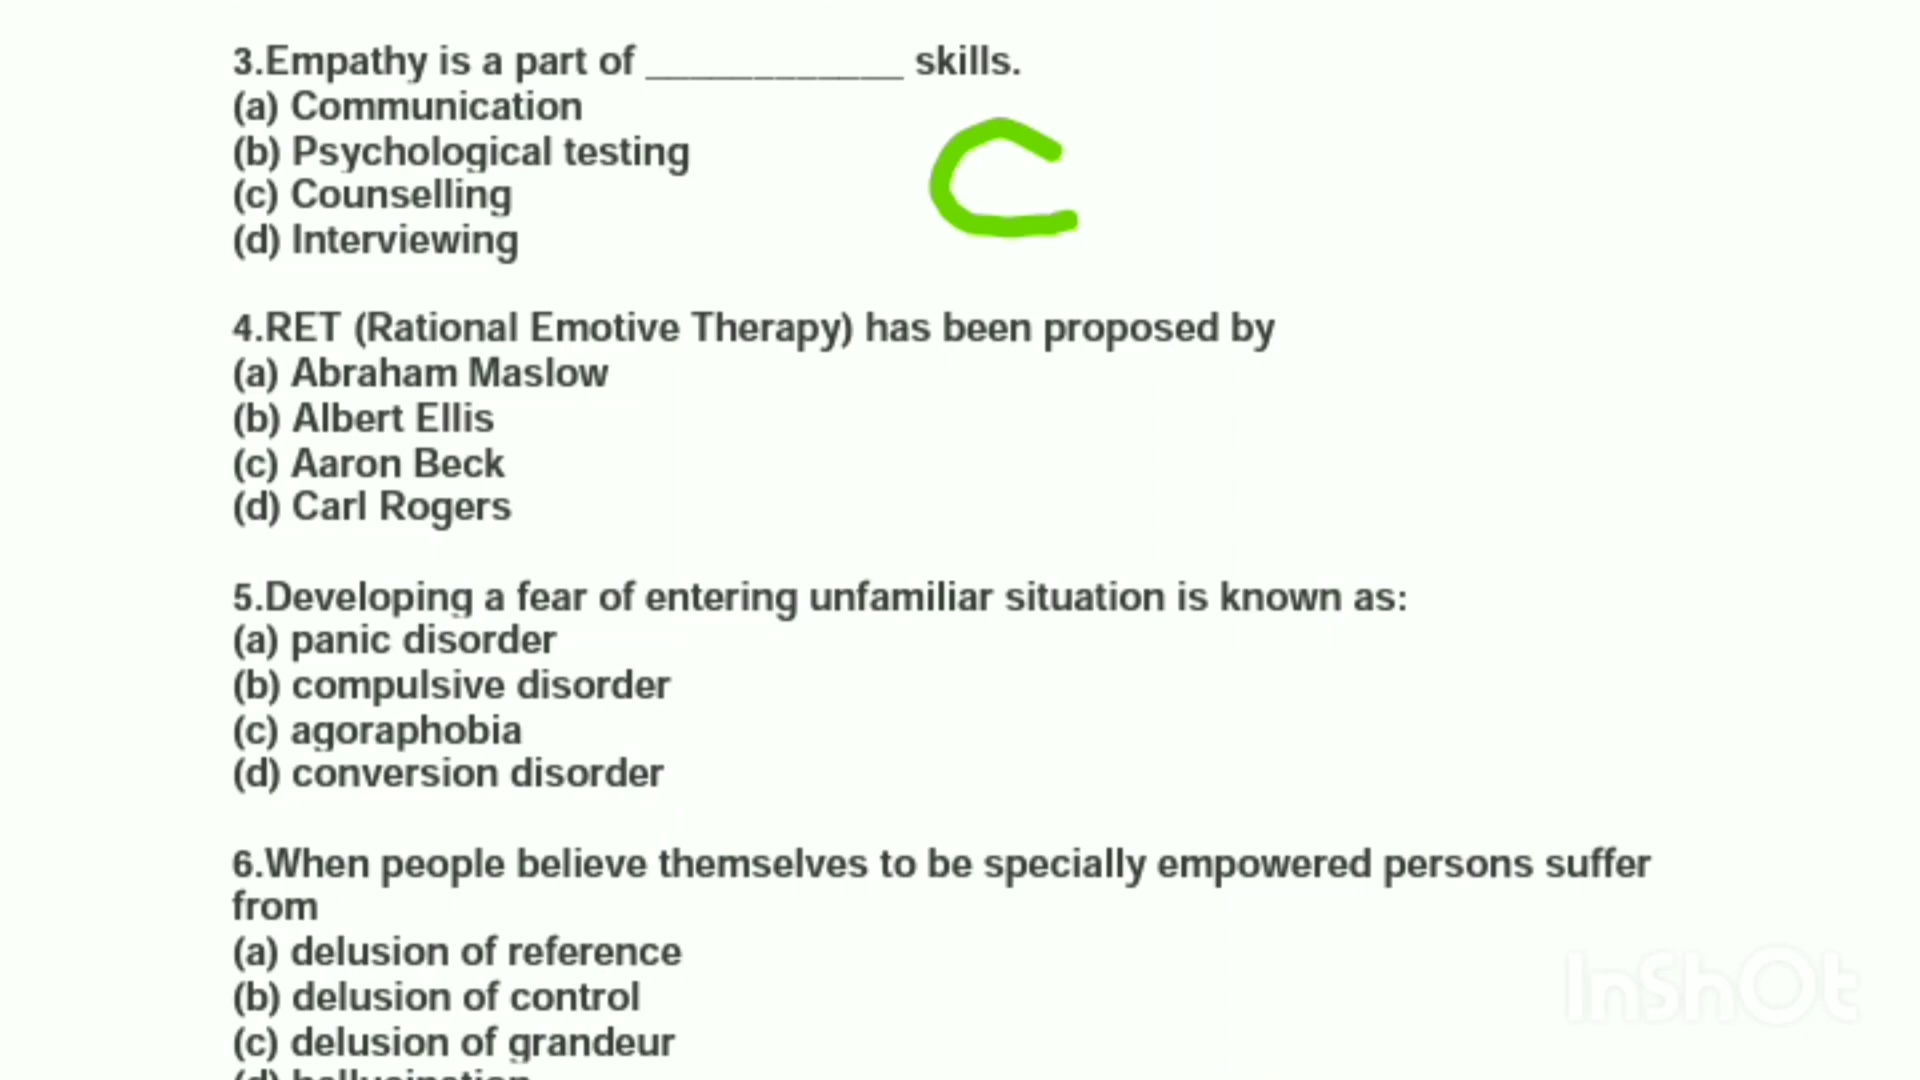 3.Empathy is a part of ____________ skills.
(a) Communication
(b) Psychological testing
(c) Counselling
(d) Interviewing
C
4.RET (Rational Emotive Therapy) has been proposed by
(a) Abraham Maslow
(b) Albert Ellis
(c) Aaron Beck
(d) Carl Rogers
5.Developing a fear of entering unfamiliar situation is known as:
(a) panic disorder
(b) compulsive disorder
(c) agoraphobia
(d) conversion disorder
6.When people believe themselves to be specially empowered persons suffer
from
(a) delusion of reference
(b) delusion of control
(c) delusion of grandeur
(d) hallucination
InShOt